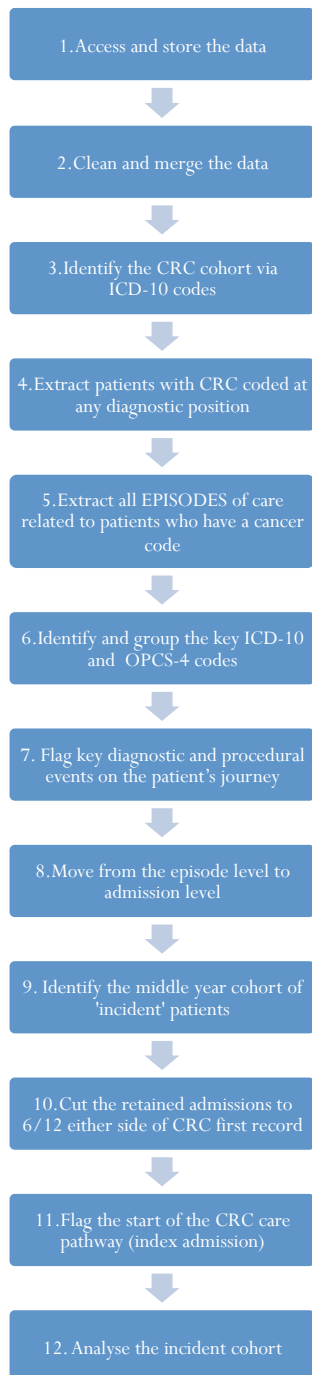 1.Access and store the data
2.Clean and merge the data
3.Identify the CRC cohort via
ICD-10 codes
4.Extract patients with CRC coded at
any diagnostic position
5.Extract all EPISODES of care
related to patients who have a cancer
code
6.Identify and group the key ICD-10
and OPCS-4 codes
7. Flag key diagnostic and procedural
events on the patient's journey
8.Move from the episode level to
admission level
9. Identify the middle year cohort of
'incident' patients
10.Cut the retained admissions to
6/12 either side of CRC first record
11.Flag the start of the CRC care
pathway (index admission)
12. Analyse the incident cohort